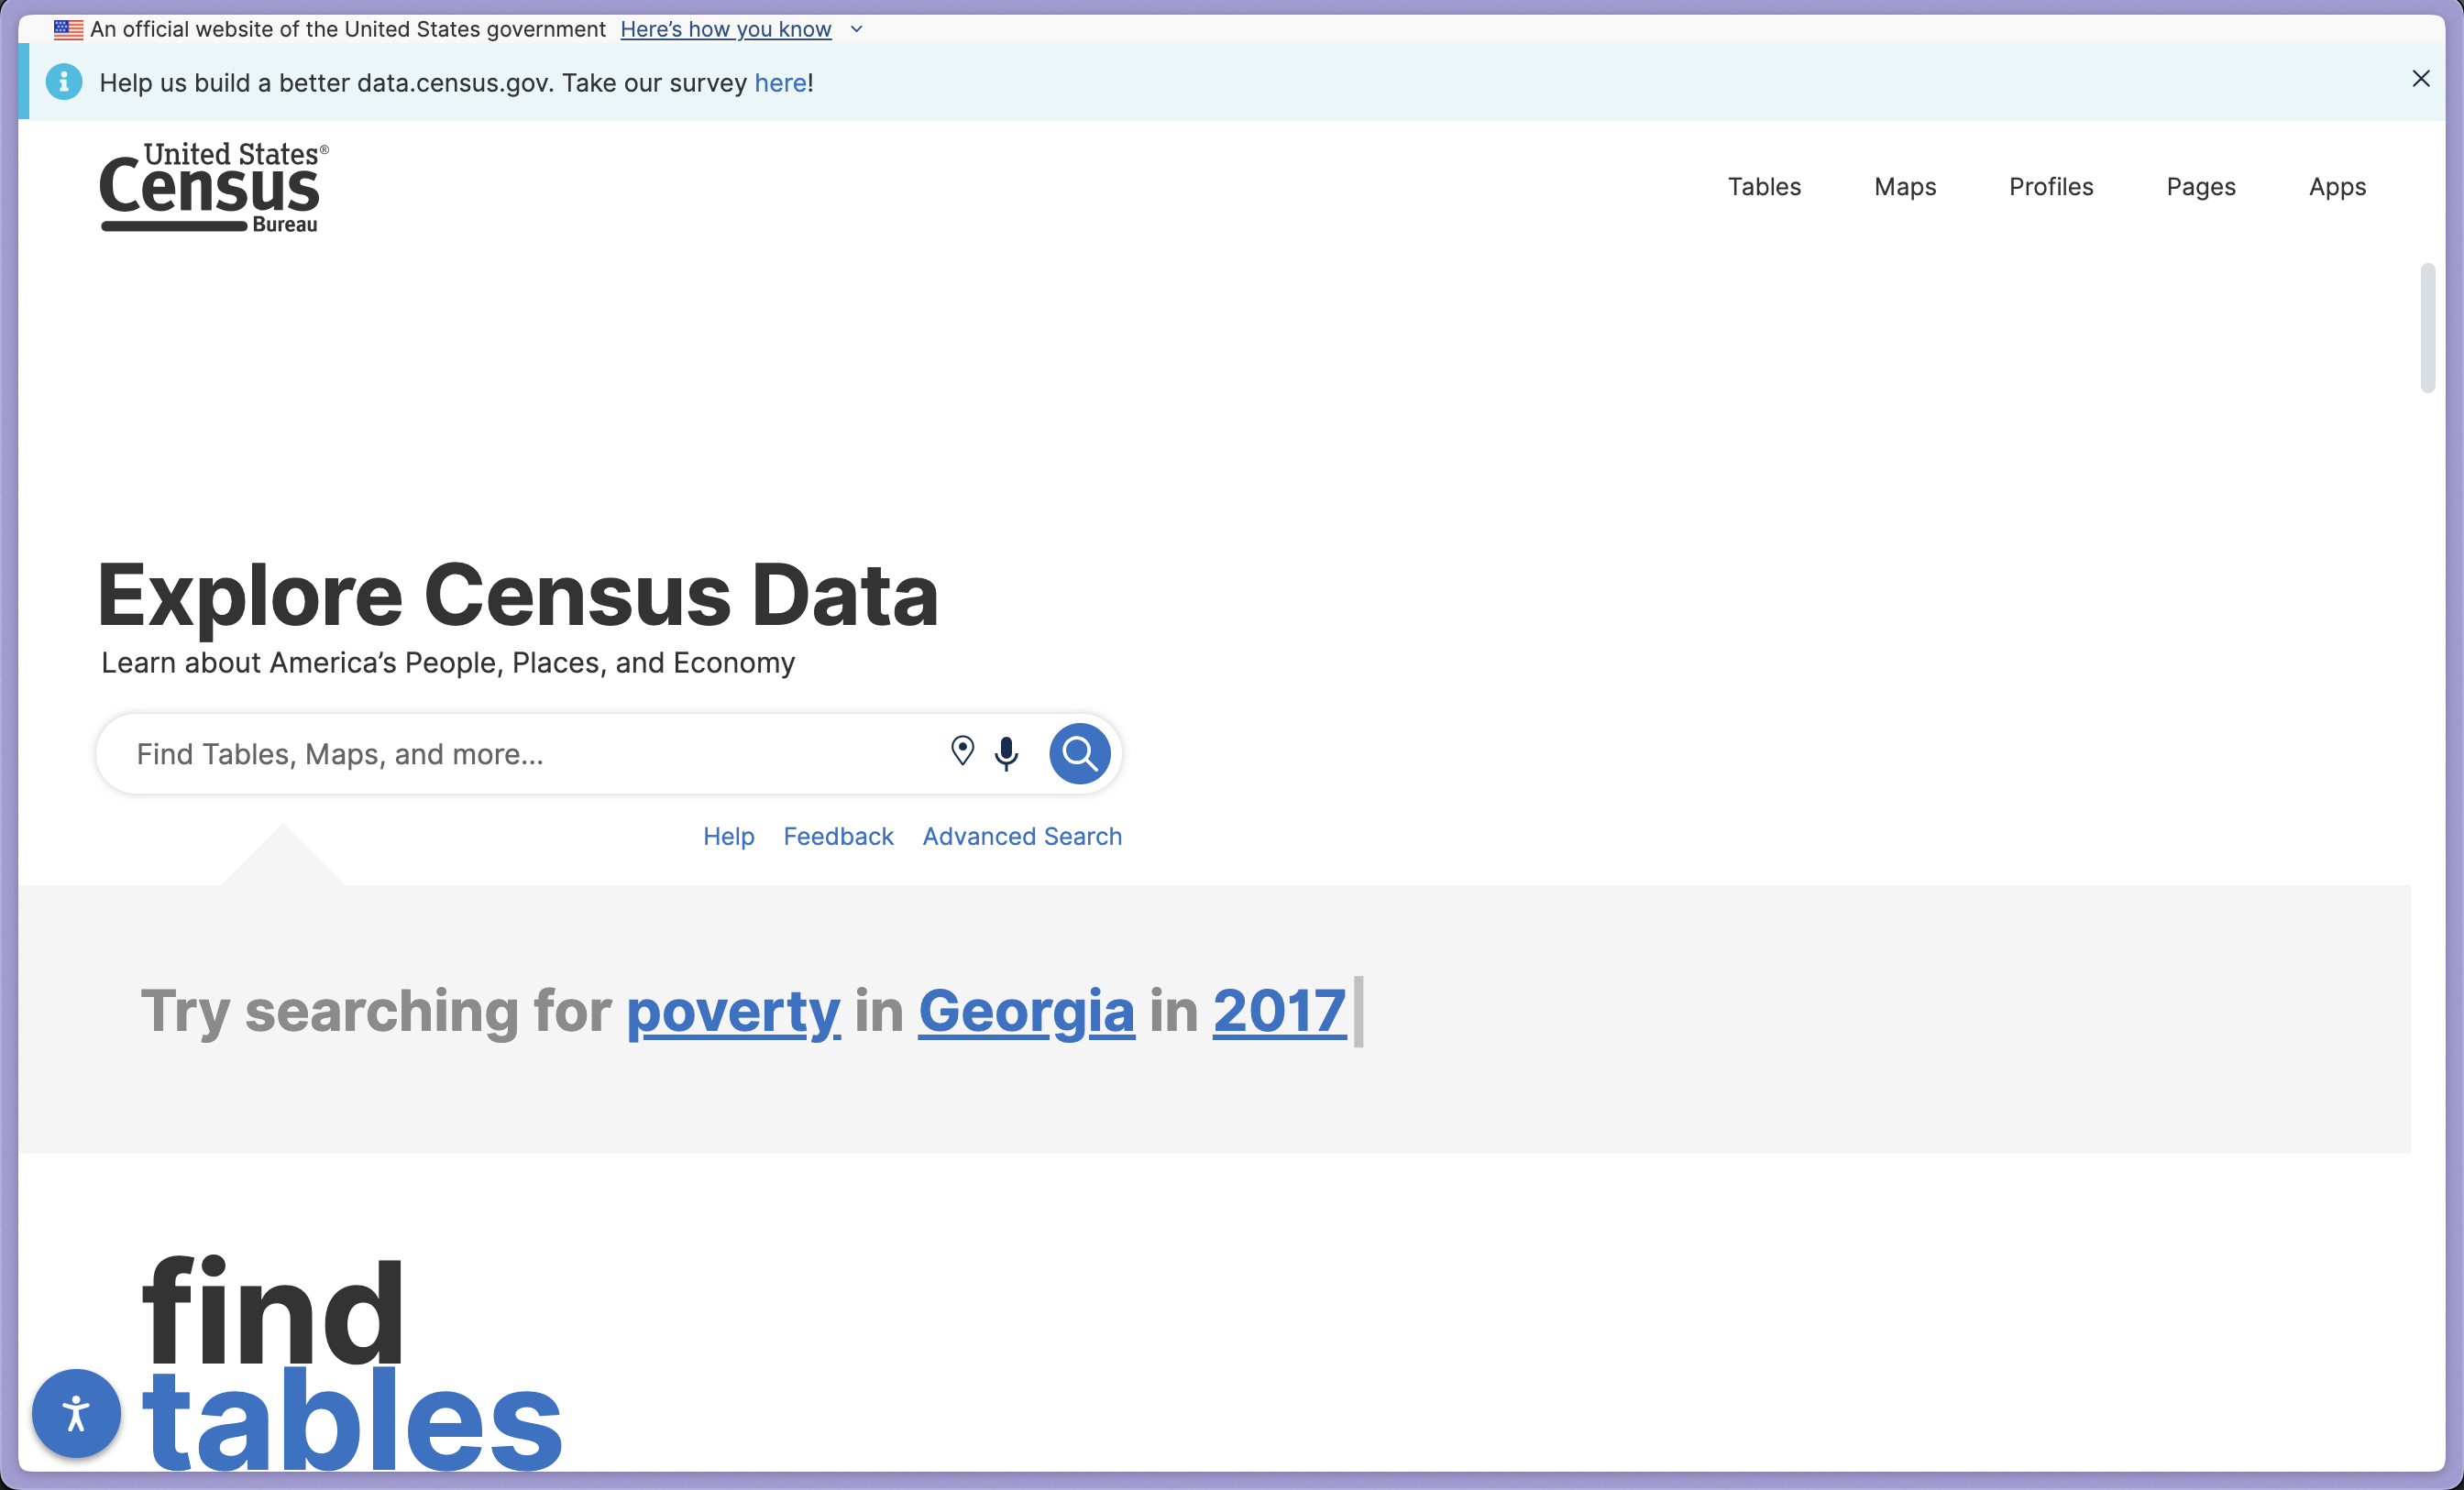 An official website of the United States government Here’s how you know
Help us build a better data.census.gov. Take our survey here!
United States®
Census
Bureau
Tables Maps Profiles Pages Apps
Explore Census Data
Learn about America’s People, Places, and Economy
Find Tables, Maps, and more...
Help Feedback Advanced Search
Try searching for poverty in Georgia in 2017
find
tables